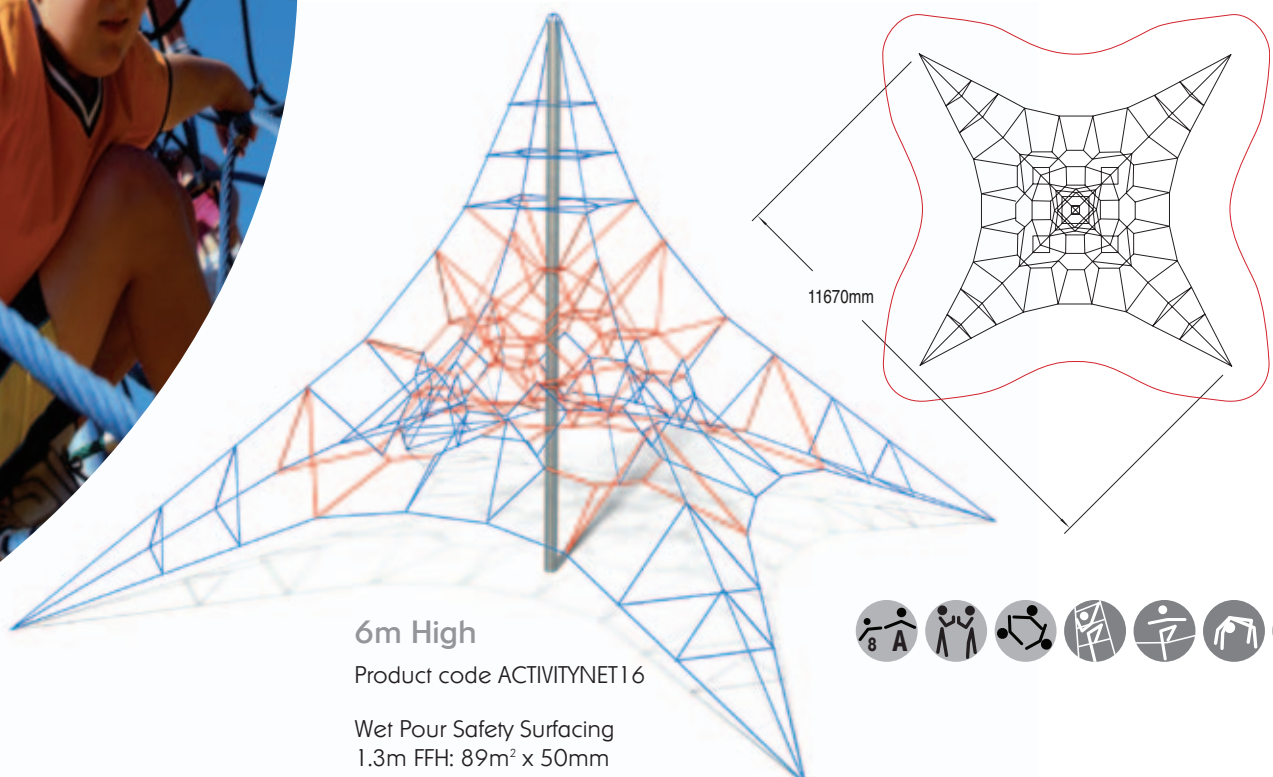 11670mm
8 A
6m High
Product code ACTIVITYNET16
Wet Pour Safety Surfacing
1.3m FFH: 89m² x 50mm